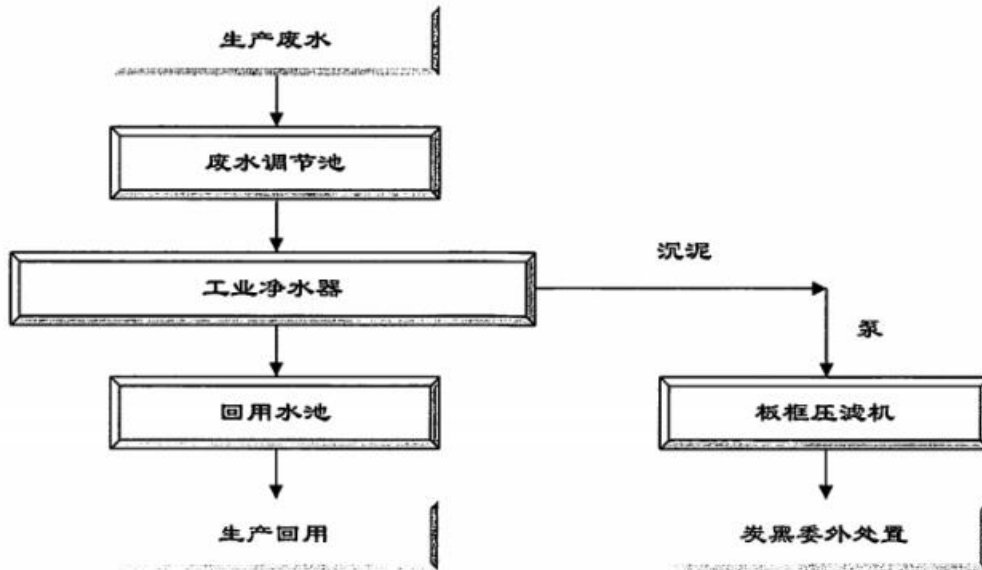 生产废水
废水调节池
工业净水器
沉泥
泵
回用水池
板框压滤机
生产回用
炭黑委外处置